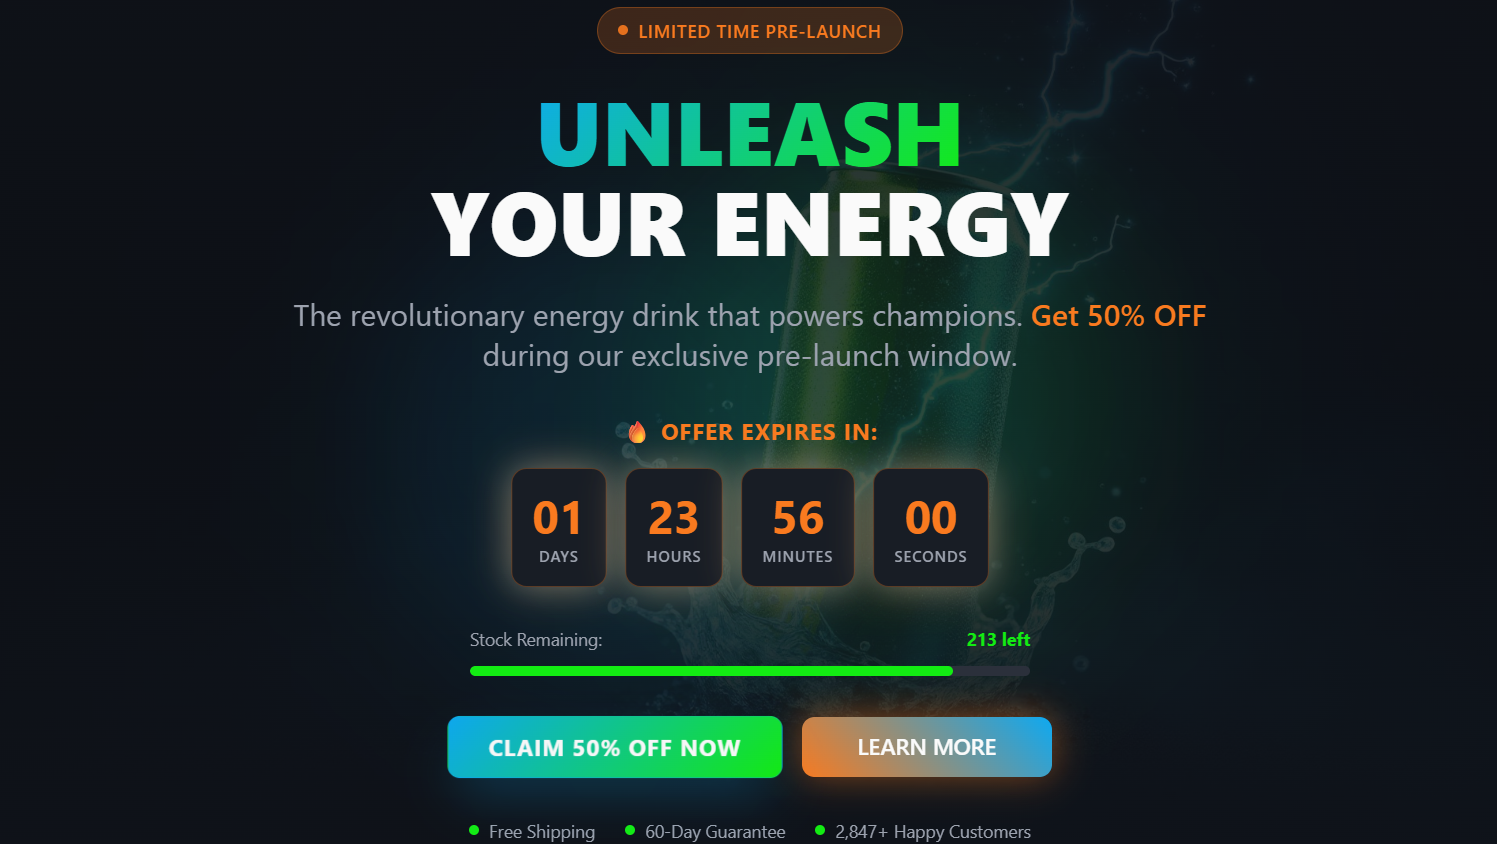 LIMITED TIME PRE-LAUNCH
UNLEASH
YOUR ENERGY
The revolutionary energy drink that powers champions. Get 50% OFF
during our exclusive pre-launch window.
OFFER EXPIRES IN:
01 23 56 00
DAYS HOURS MINUTES SECONDS
Stock Remaining: 213 left
CLAIM 50% OFF NOW LEARN MORE
Free Shipping 60-Day Guarantee 2,847+ Happy Customers